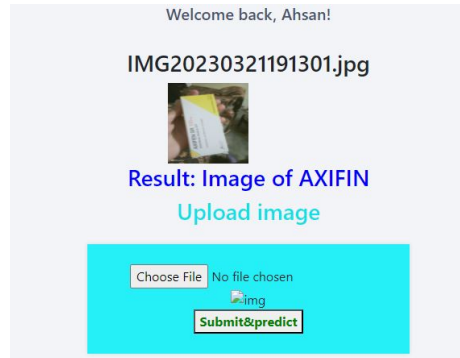 Welcome back, Ahsan!
IMG20230321191301.jpg
Result: Image of AXIFIN
Upload image
Choose File No file chosen
img
Submit&predict